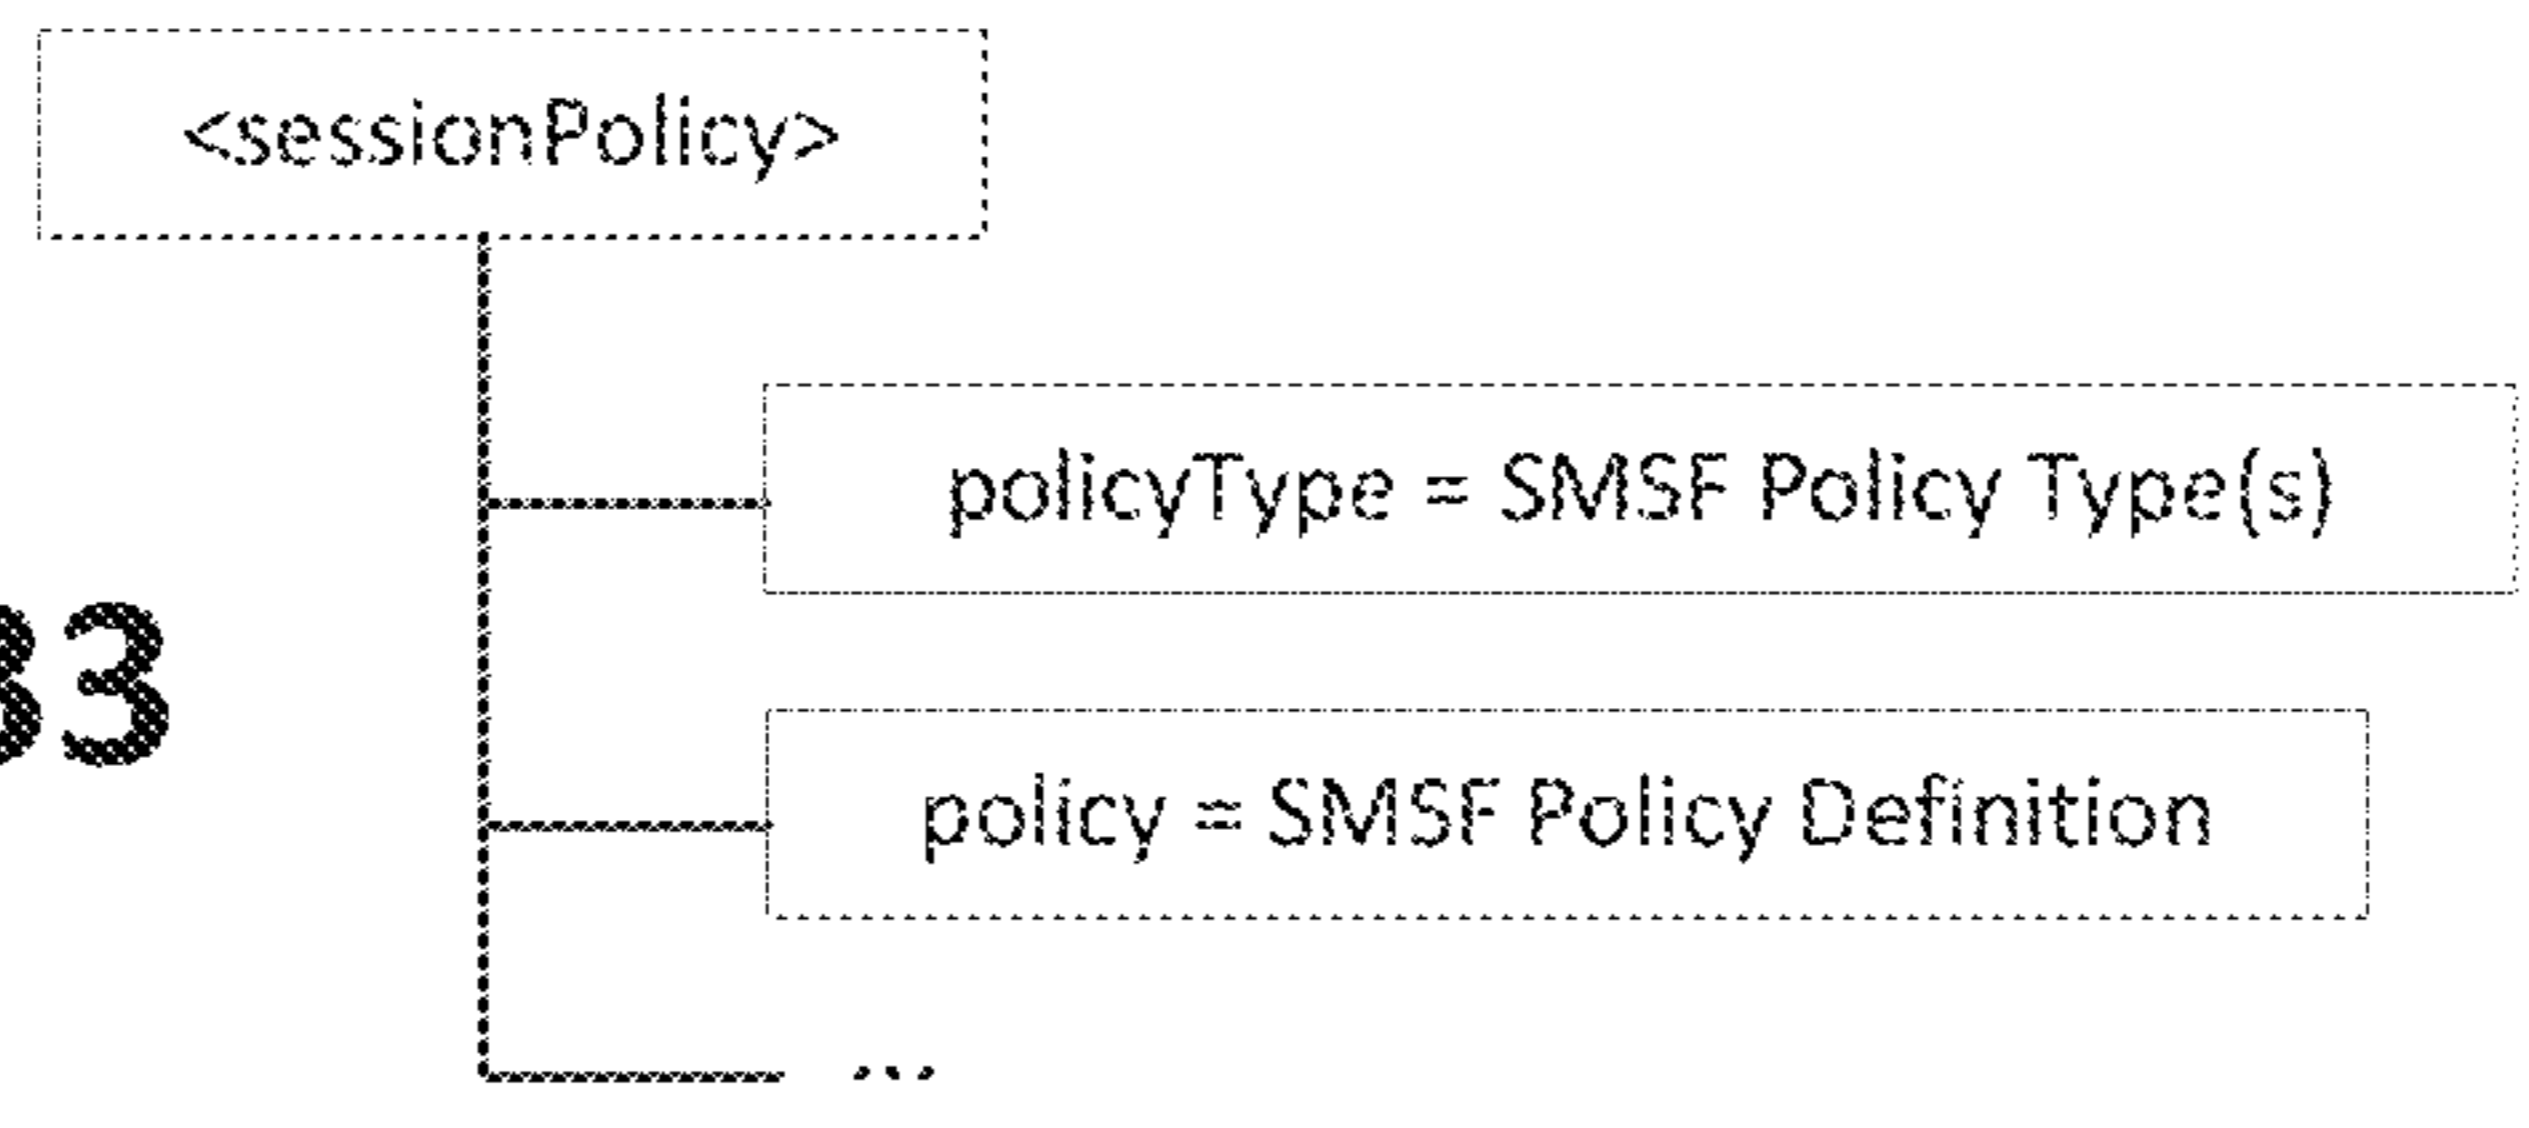 <sessionPolicy>
policyType = SMSF Policy Type(s)
33
policy = SMSF Policy Definition
...